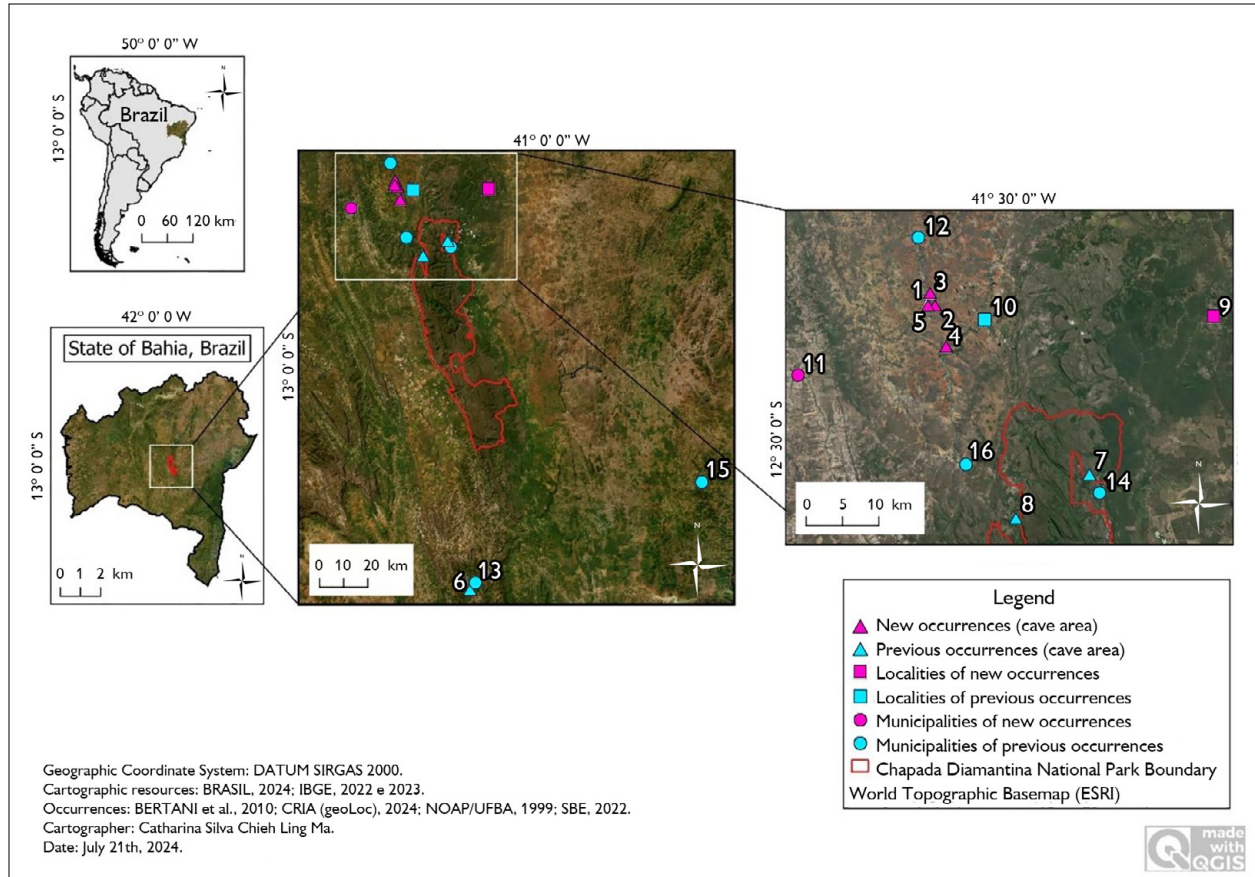 50° 0' 0'' W
13° 0' 0'' S
Brazil
N
0 60 120 km
42° 0' 0 W
13° 0' 0'' S
State of Bahia, Brazil
N
0 1 2 km
41° 0' 0'' W
13° 0' 0'' S
15
6 13
N
0 10 20 km
41° 30' 0'' W
12° 30' 0'' S
12
1 3
5 2
10
9
4
11
16
7
14
8
N
0 5 10 km
Legend
New occurrences (cave area)
Previous occurrences (cave area)
Localities of new occurrences
Localities of previous occurrences
Municipalities of new occurrences
Municipalities of previous occurrences
Chapada Diamantina National Park Boundary
World Topographic Basemap (ESRI)
Geographic Coordinate System: DATUM SIRGAS 2000.
Cartographic resources: BRASIL, 2024; IBGE, 2022 e 2023.
Occurrences: BERTANI et al., 2010; CRIA (geoLoc), 2024; NOAP/UFBA, 1999; SBE, 2022.
Cartographer: Catharina Silva Chieh Ling Ma.
Date: July 21th, 2024.
made
with
QGIS